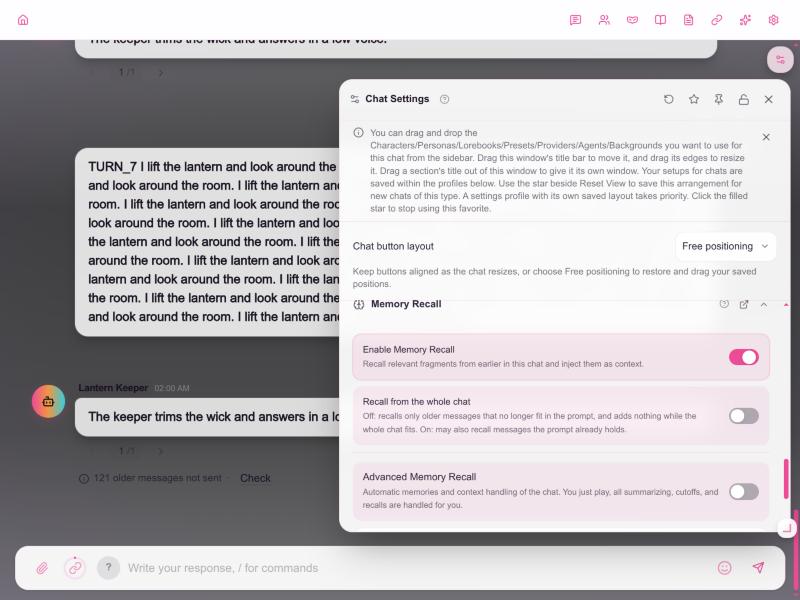 The keeper trims the wick and answers in a low voice.
1 /1
Chat Settings
You can drag and drop the
Characters/Personas/Lorebooks/Presets/Providers/Agents/Backgrounds you want to use for
this chat from the sidebar. Drag this window's title bar to move it, and drag its edges to resize
it. Drag a section's title out of this window to give it its own window. Your setups for chats are
saved within the profiles below. Use the star beside Reset View to save this arrangement for
new chats of this type. A settings profile with its own saved layout takes priority. Click the filled
star to stop using this favorite.
Chat button layout
Free positioning
Keep buttons aligned as the chat resizes, or choose Free positioning to restore and drag your saved
positions.
Memory Recall
Enable Memory Recall
Recall relevant fragments from earlier in this chat and inject them as context.
Recall from the whole chat
Off: recalls only older messages that no longer fit in the prompt, and adds nothing while the
whole chat fits. On: may also recall messages the prompt already holds.
Advanced Memory Recall
Automatic memories and context handling of the chat. You just play, all summarizing, cutoffs, and
recalls are handled for you.
TURN_7 I lift the lantern and look around the
and look around the room. I lift the lantern an
look around the room. I lift the lantern and look around the roo
the lantern and look around the room. I lift the
around the room. I lift the lantern and look aro
lantern and look around the room. I lift the lan
the room. I lift the lantern and look around the
and look around the room. I lift the lantern an
Lantern Keeper 02:00 AM
The keeper trims the wick and answers in a lo
1 /1
121 older messages not sent · Check
? Write your response, / for commands